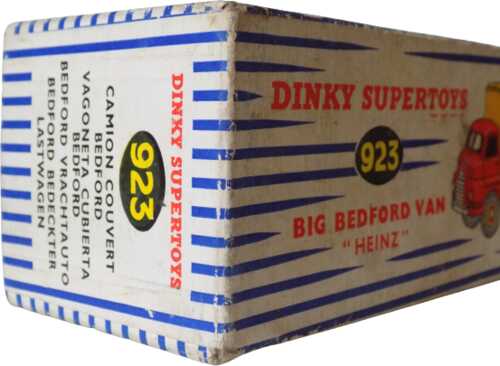 DINKY SUPERTOYS
923
CAMION COUVERT
BEDFORD
VAGONETA CUBIERTA
BEDFORD
BEDFORD VRACHTAUTO
BEDFORD BEDECKTER
LASTWAGEN
DINKY SUPERTOYS
923
BIG BEDFORD VAN
"HEINZ"